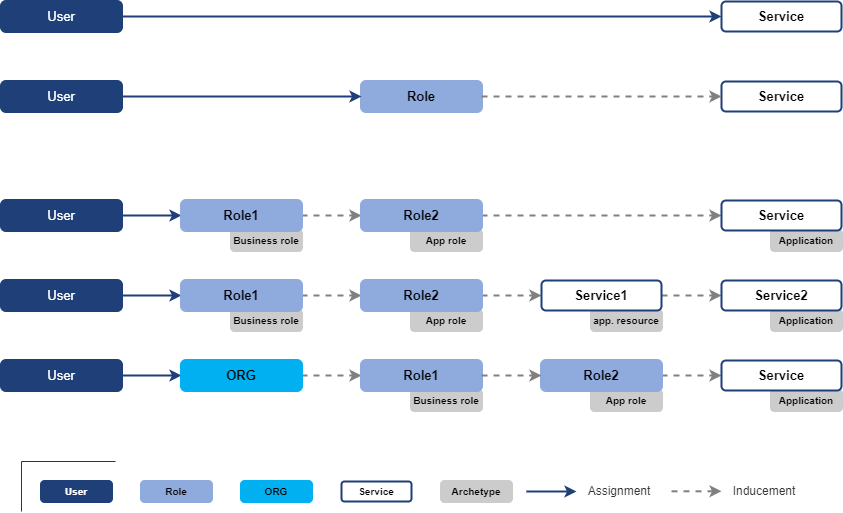 User Service
User Role Service
User Role1 Role2 Service
Business role App role Application
User Role1 Role2 Service1 Service2
Business role App role app. resource Application
User ORG Role1 Role2 Service
Business role App role Application
User Role ORG Service Archetype Assignment Inducement